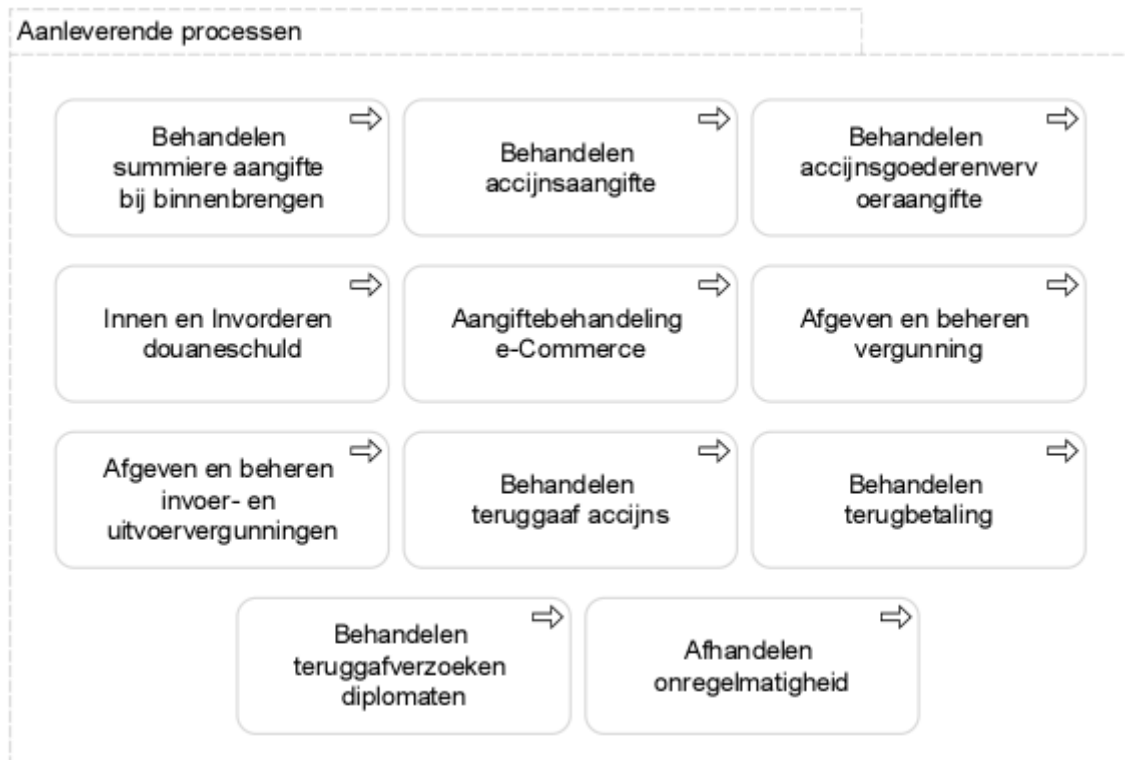 Aanleverende processen
Behandelen
summiere aangifte
bij binnenbrengen
Behandelen
accijnsaangifte
Behandelen
accijnsgoederenverv
oeraangifte
Innen en Invorderen
douaneschuld
Aangiftebehandeling
e-Commerce
Afgeven en beheren
vergunning
Afgeven en beheren
invoer- en
uitvoervergunningen
Behandelen
teruggaaf accijns
Behandelen
terugbetaling
Behandelen
teruggafverzoeken
diplomaten
Afhandelen
onregelmatigheid